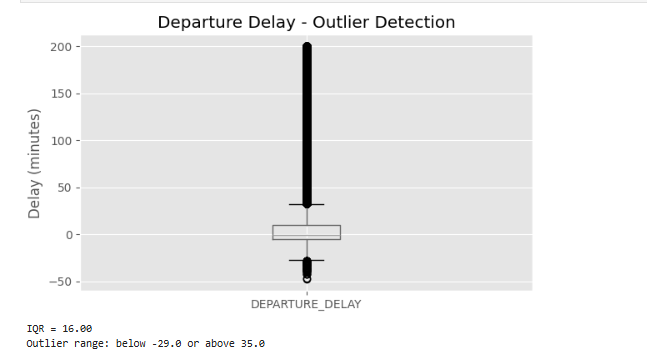 Departure Delay - Outlier Detection
200
150
100
50
0
−50
Delay (minutes)
DEPARTURE_DELAY
IQR = 16.00
Outlier range: below -29.0 or above 35.0